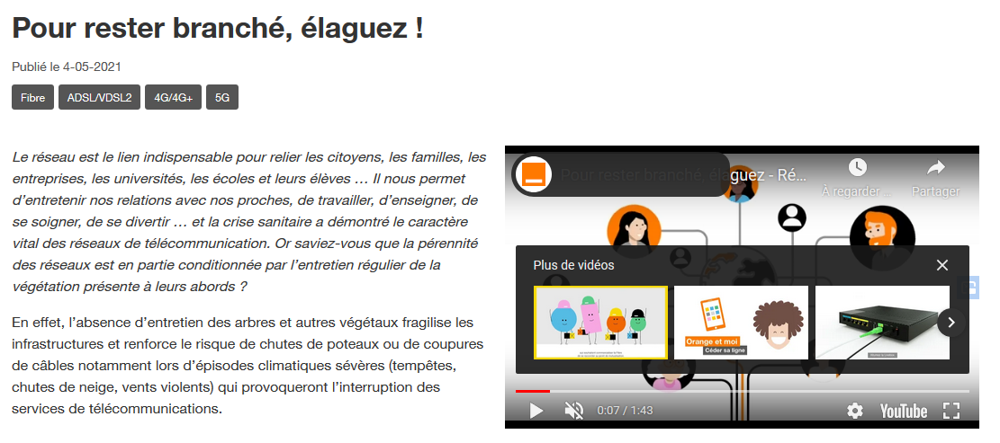 Pour rester branché, élaguez !
Publié le 4-05-2021
Fibre
ADSL/VDSL2
4G/4G+
5G
Le réseau est le lien indispensable pour relier les citoyens, les familles, les
entreprises, les universités, les écoles et leurs élèves … Il nous permet
d’entretenir nos relations avec nos proches, de travailler, d’enseigner, de
se soigner, de se divertir … et la crise sanitaire a démontré le caractère
vital des réseaux de télécommunication. Or saviez-vous que la pérennité
des réseaux est en partie conditionnée par l’entretien régulier de la
végétation présente à leurs abords ?
En effet, l’absence d’entretien des arbres et autres végétaux fragilise les
infrastructures et renforce le risque de chutes de poteaux ou de coupures
de câbles notamment lors d’épisodes climatiques sévères (tempêtes,
chutes de neige, vents violents) qui provoqueront l’interruption des
services de télécommunications.
Pour rester branché, élaguez - Ré…
À regarder ...
Partager
Plus de vidéos
Orange et moi
Céder sa ligne
0:07 / 1:43
YouTube